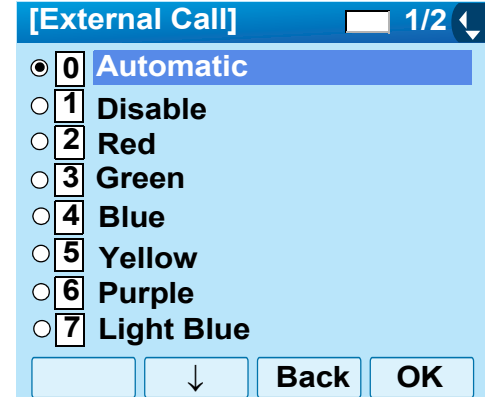 [External Call] 1/2
0 Automatic
1 Disable
2 Red
3 Green
4 Blue
5 Yellow
6 Purple
7 Light Blue
↓ Back OK